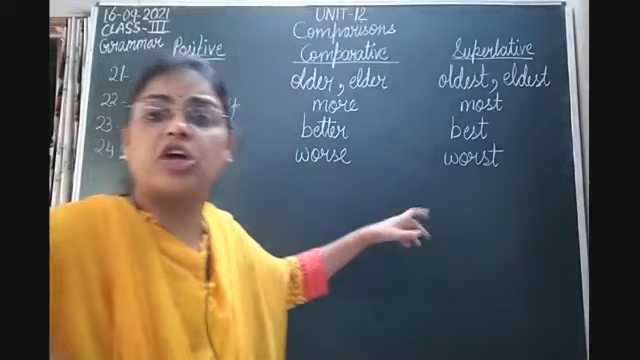 16-09-2021 UNIT-12
CLASS-III Comparisons
Grammar Positive Comparative Superlative
21- older, elder oldest, eldest
22- more most
23- better best
24- worse worst